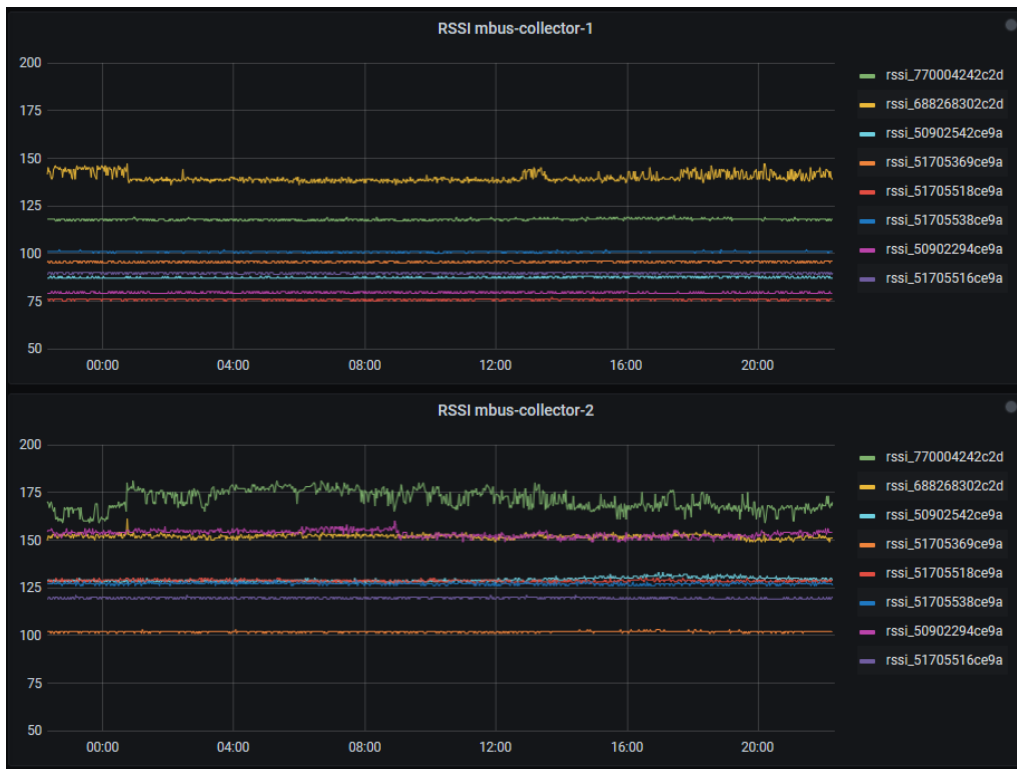 RSSI mbus-collector-1
200
175
150
125
100
75
50
00:00 04:00 08:00 12:00 16:00 20:00
rssi_770004242c2d
rssi_688268302c2d
rssi_50902542ce9a
rssi_51705369ce9a
rssi_51705518ce9a
rssi_51705538ce9a
rssi_50902294ce9a
rssi_51705516ce9a
RSSI mbus-collector-2
200
175
150
125
100
75
50
00:00 04:00 08:00 12:00 16:00 20:00
rssi_770004242c2d
rssi_688268302c2d
rssi_50902542ce9a
rssi_51705369ce9a
rssi_51705518ce9a
rssi_51705538ce9a
rssi_50902294ce9a
rssi_51705516ce9a